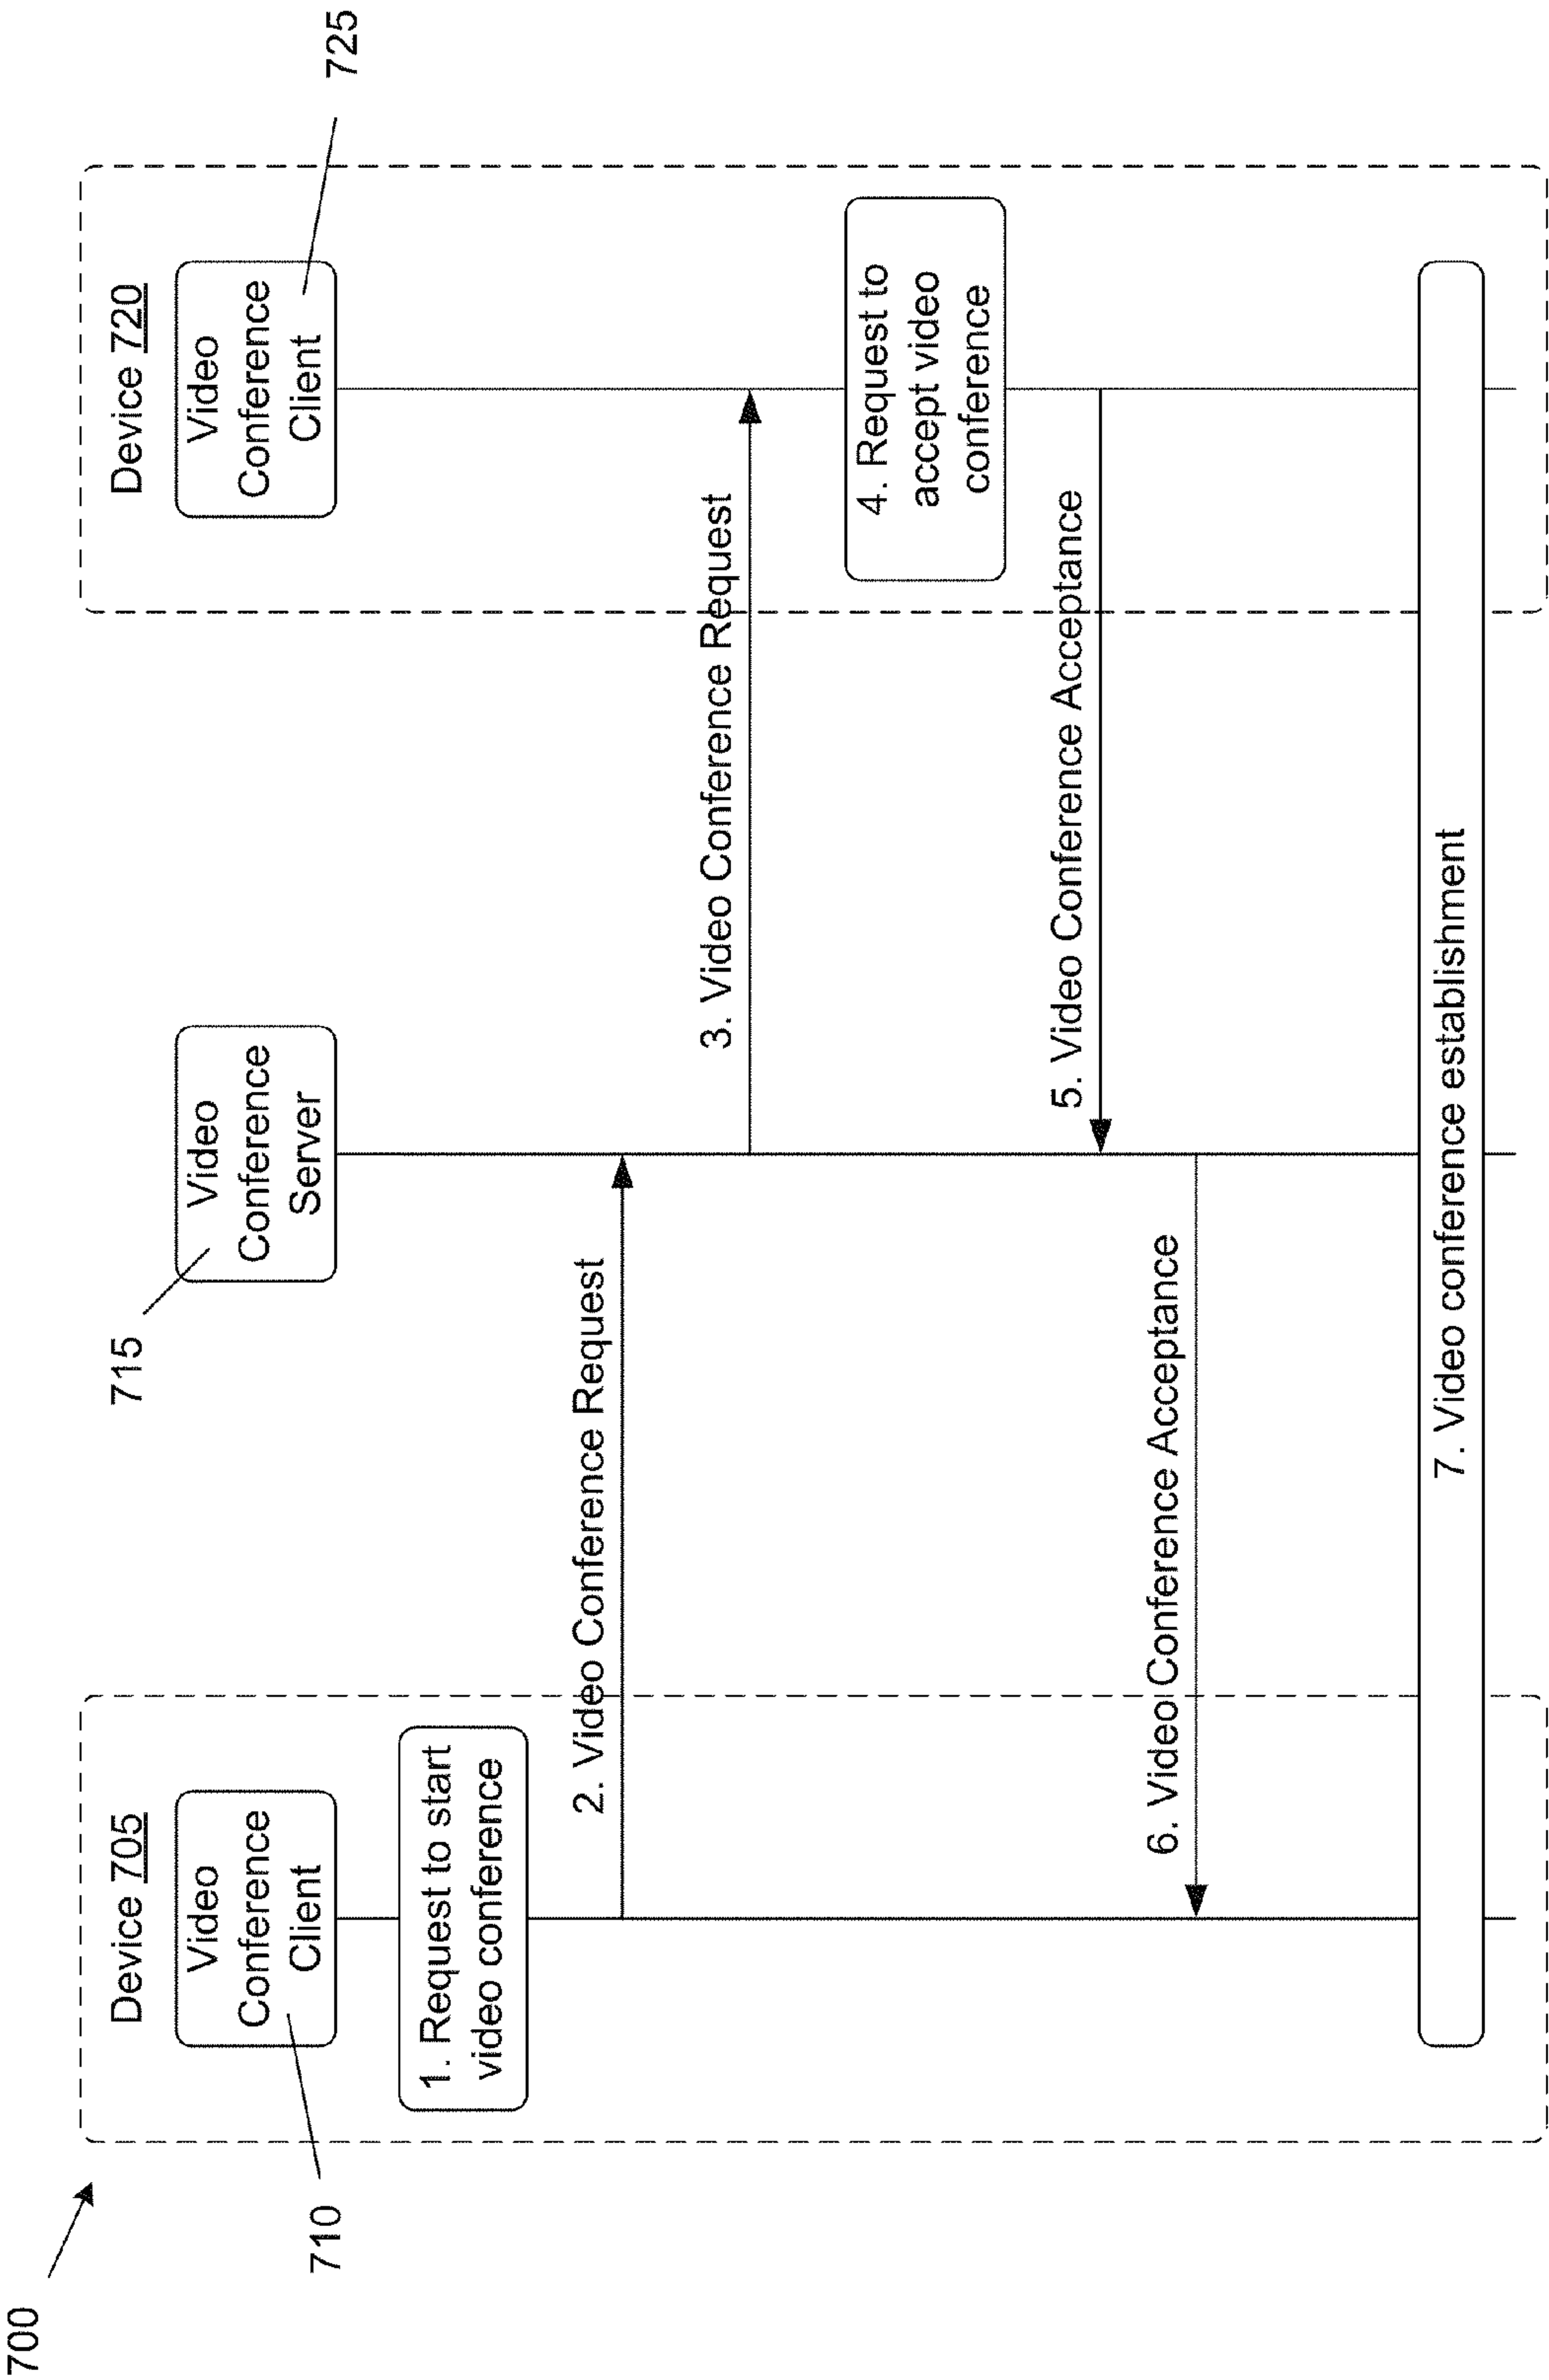 700
Device 705
Video
Conference
Client
710
715
Video
Conference
Server
Device 720
Video
Conference
Client
725
1. Request to start
video conference
2. Video Conference Request
3. Video Conference Request
4. Request to
accept video
conference
5. Video Conference Acceptance
6. Video Conference Acceptance
7. Video conference establishment